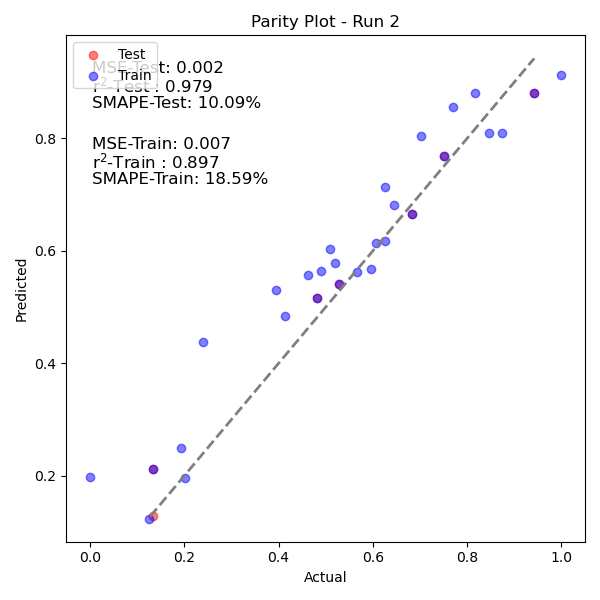 Parity Plot - Run 2
Test
Train
MSE-Test: 0.002
r²-Test : 0.979
SMAPE-Test: 10.09%
MSE-Train: 0.007
r²-Train : 0.897
SMAPE-Train: 18.59%
Predicted
0.8
0.6
0.4
0.2
0.0 0.2 0.4 0.6 0.8 1.0
Actual